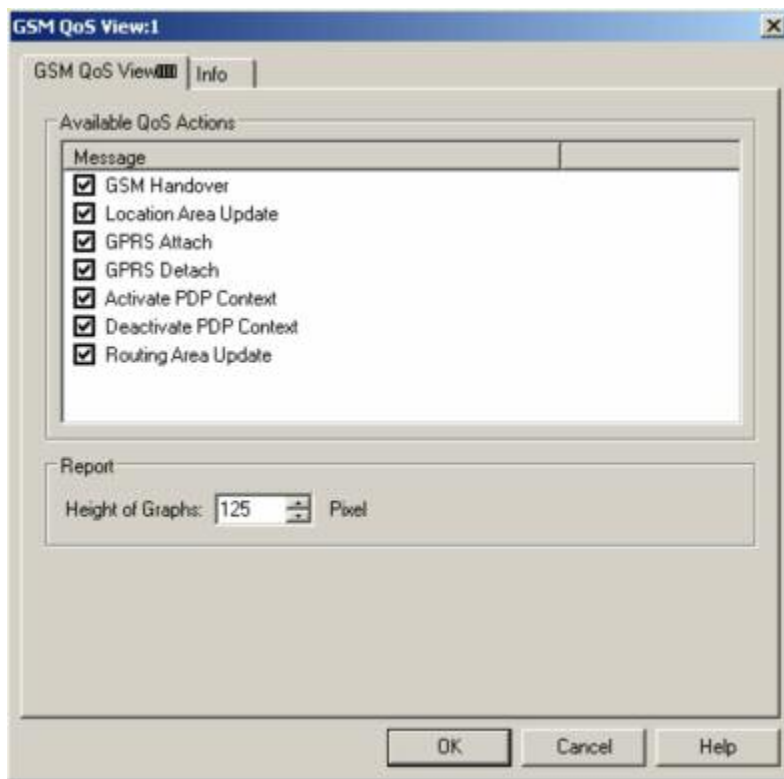 GSM QoS View:1
GSM QoS View
Info
Available QoS Actions
Message
GSM Handover
Location Area Update
GPRS Attach
GPRS Detach
Activate PDP Context
Deactivate PDP Context
Routing Area Update
Report
Height of Graphs: 125 Pixel
OK Cancel Help